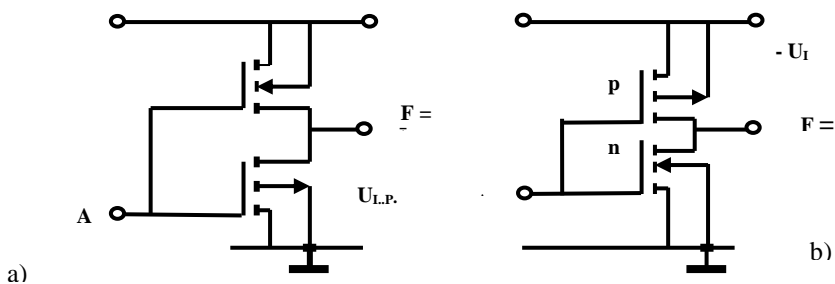 - U_I
p
F =
F =
n
U_I..P.
A
a)
b)